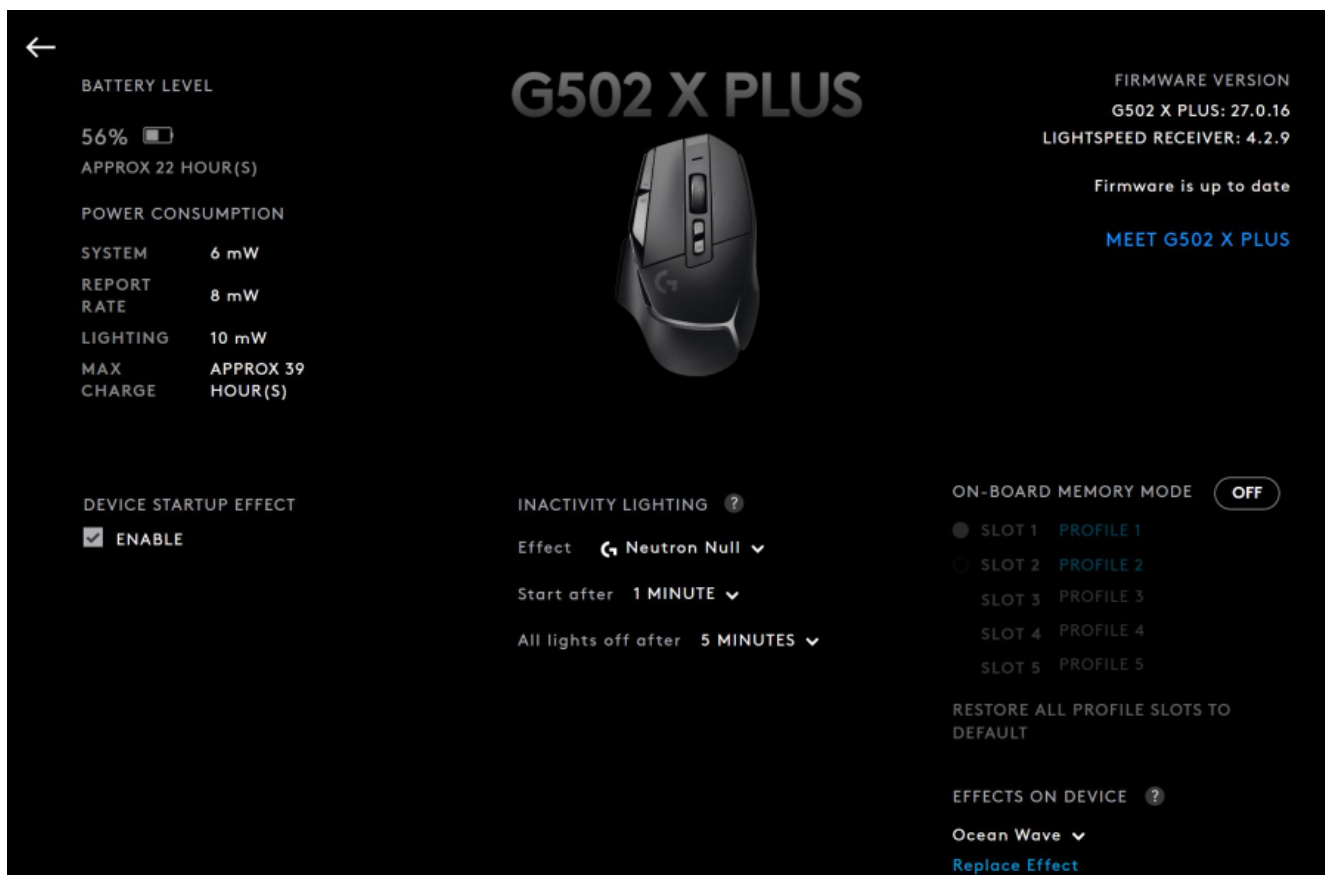 BATTERY LEVEL
56%
APPROX 22 HOUR(S)
POWER CONSUMPTION
SYSTEM 6 mW
REPORT
RATE 8 mW
LIGHTING 10 mW
MAX APPROX 39
CHARGE HOUR(S)
G502 X PLUS
FIRMWARE VERSION
G502 X PLUS: 27.0.16
LIGHTSPEED RECEIVER: 4.2.9
Firmware is up to date
MEET G502 X PLUS
DEVICE STARTUP EFFECT
ENABLE
INACTIVITY LIGHTING ?
Effect Neutron Null
Start after 1 MINUTE
All lights off after 5 MINUTES
ON-BOARD MEMORY MODE OFF
SLOT 1 PROFILE 1
SLOT 2 PROFILE 2
SLOT 3 PROFILE 3
SLOT 4 PROFILE 4
SLOT 5 PROFILE 5
RESTORE ALL PROFILE SLOTS TO
DEFAULT
EFFECTS ON DEVICE ?
Ocean Wave
Replace Effect